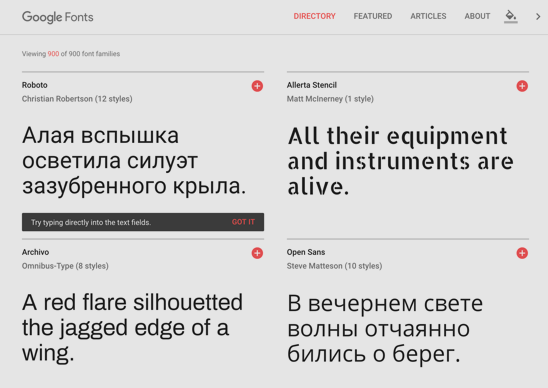 Google Fonts
DIRECTORY FEATURED ARTICLES ABOUT
Viewing 900 of 900 font families
Roboto
Christian Robertson (12 styles)
Алая вспышка
осветила силуэт
зазубренного крыла.
Try typing directly into the text fields. GOT IT
Allerta Stencil
Matt McInerney (1 style)
All their equipment
and instruments are
alive.
Archivo
Omnibus-Type (8 styles)
A red flare silhouetted
the jagged edge of a
wing.
Open Sans
Steve Matteson (10 styles)
В вечернем свете
волны отчаянно
бились о берег.